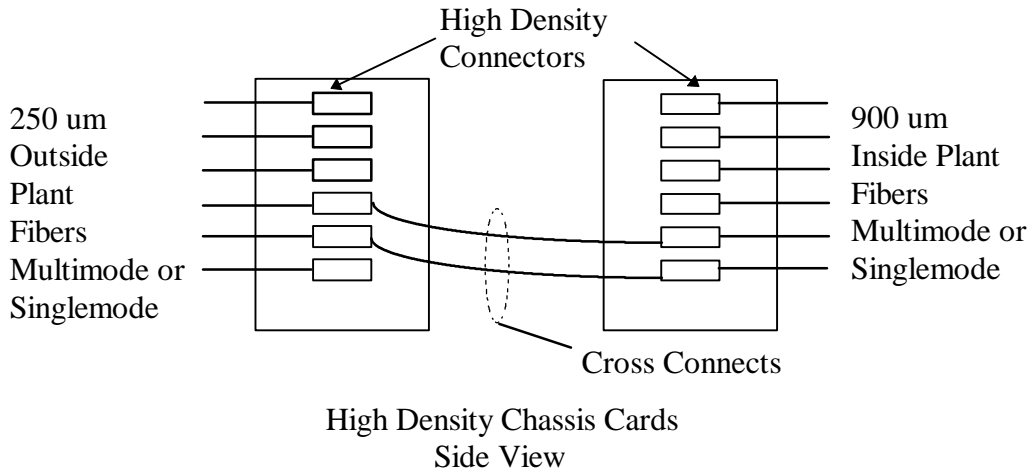 High Density
Connectors
250 um
Outside
Plant
Fibers
Multimode or
Singlemode
900 um
Inside Plant
Fibers
Multimode or
Singlemode
Cross Connects
High Density Chassis Cards
Side View